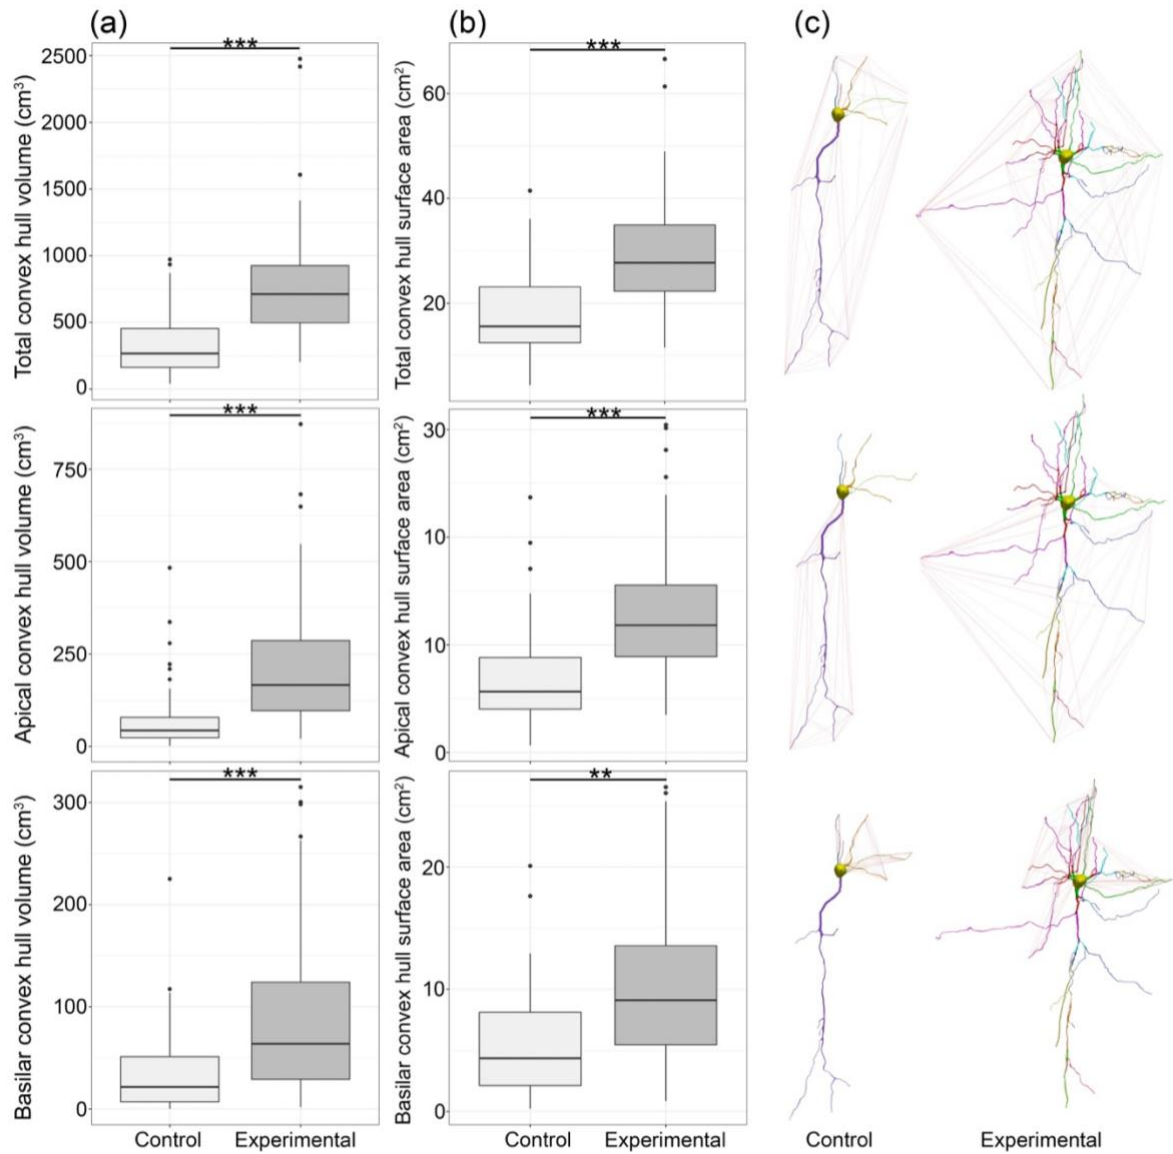 (a)
(b)
(c)
***
2500
2000
1500
1000
500
0
Total convex hull volume (cm³)
***
60
40
20
Total convex hull surface area (cm²)
***
750
500
250
0
Apical convex hull volume (cm³)
***
30
10
10
0
Apical convex hull surface area (cm²)
***
300
200
100
0
Basilar convex hull volume (cm³)
**
20
10
0
Basilar convex hull surface area (cm²)
Control
Experimental
Control
Experimental
Control
Experimental